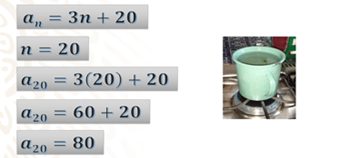 aₙ = 3n + 20
n = 20
a₂₀ = 3(20) + 20
a₂₀ = 60 + 20
a₂₀ = 80